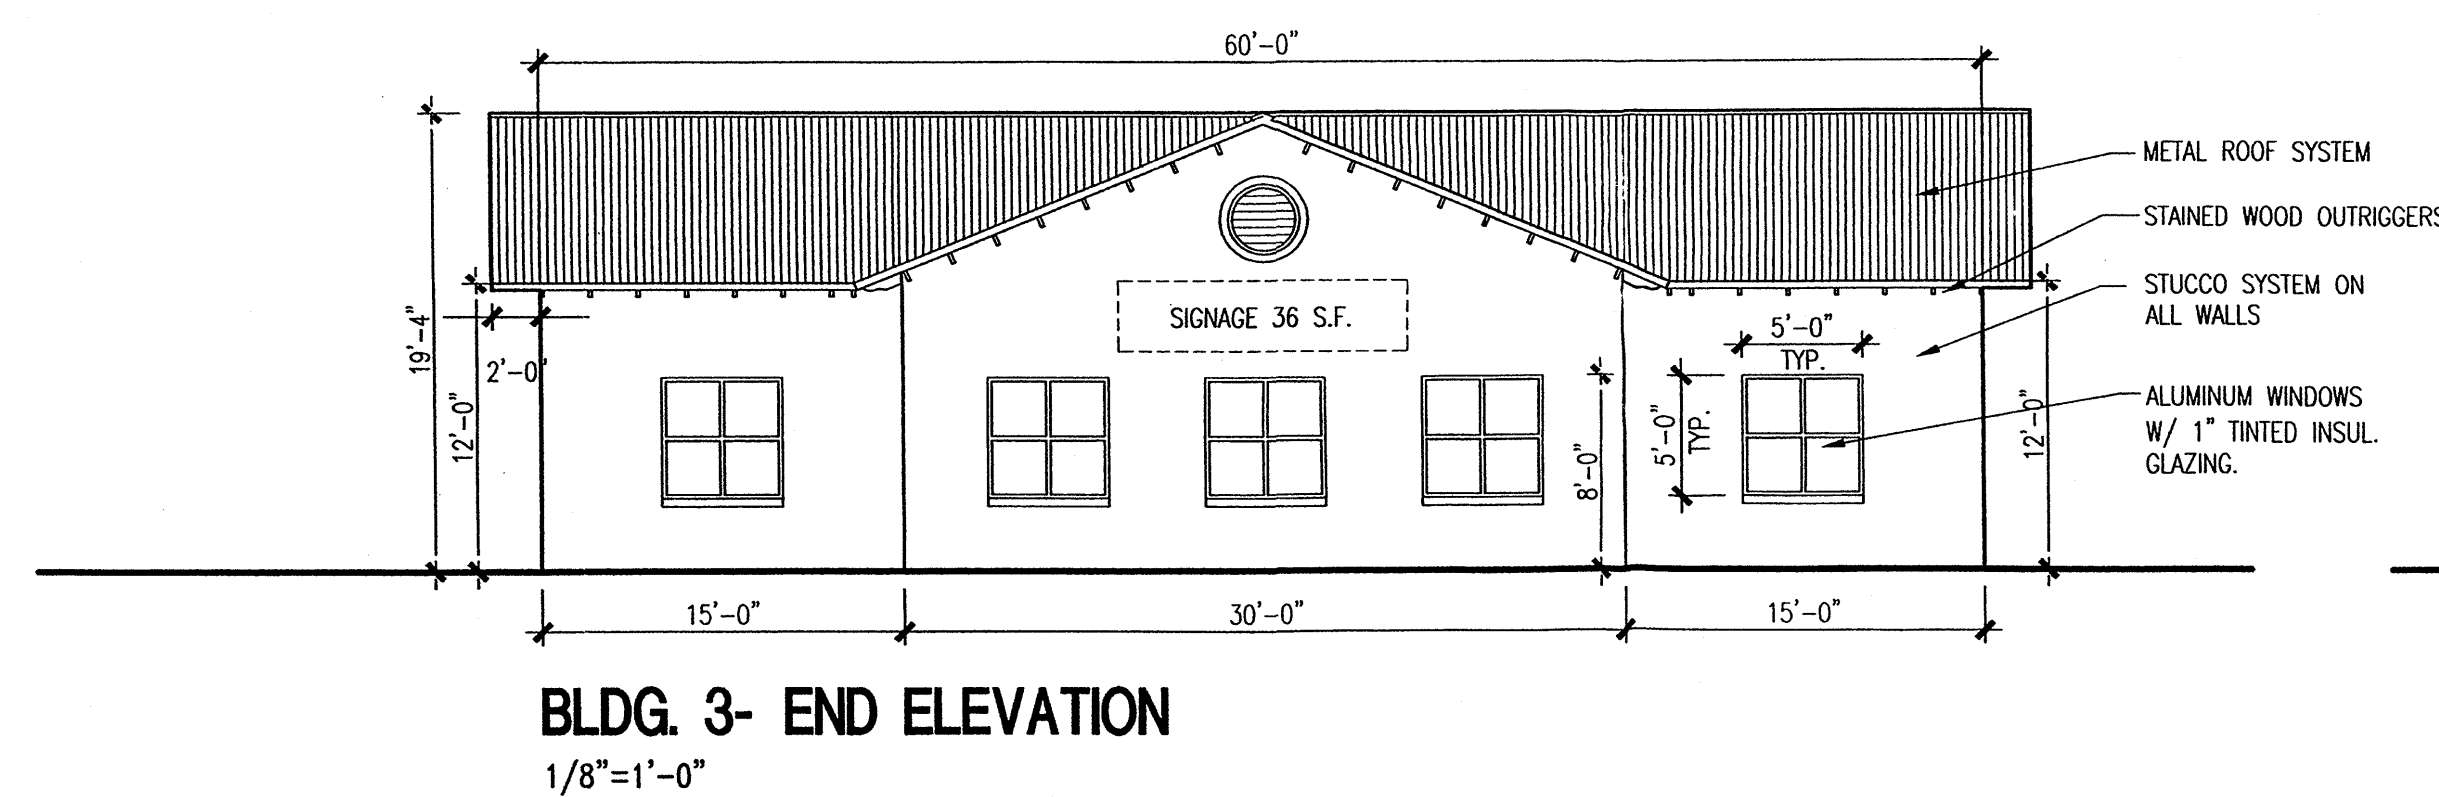 60'-0"
METAL ROOF SYSTEM
STAINED WOOD OUTRIGGERS
STUCCO SYSTEM ON
ALL WALLS
SIGNAGE 36 S.F.
19'-4"
2'-0"
12'-0"
5'-0"
TYP.
5'-0"
TYP.
8'-0"
12'-0"
ALUMINUM WINDOWS
W/ 1" TINTED INSUL.
GLAZING.
15'-0"
30'-0"
15'-0"
BLDG. 3- END ELEVATION
1/8"=1'-0"